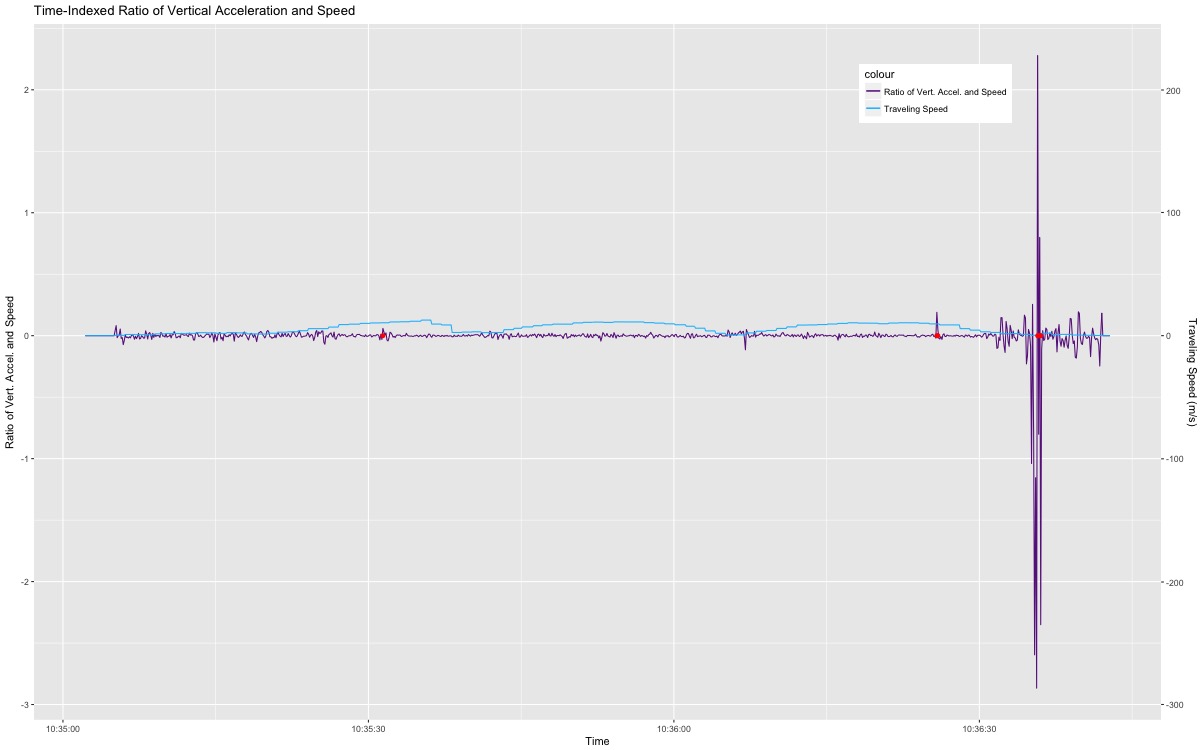 Time-Indexed Ratio of Vertical Acceleration and Speed
colour
Ratio of Vert. Accel. and Speed
Traveling Speed
2
1
0
-1
-2
-3
Ratio of Vert. Accel. and Speed
200
100
0
-100
-200
-300
Traveling Speed (m/s)
10:35:00
10:35:30
10:36:00
10:36:30
Time